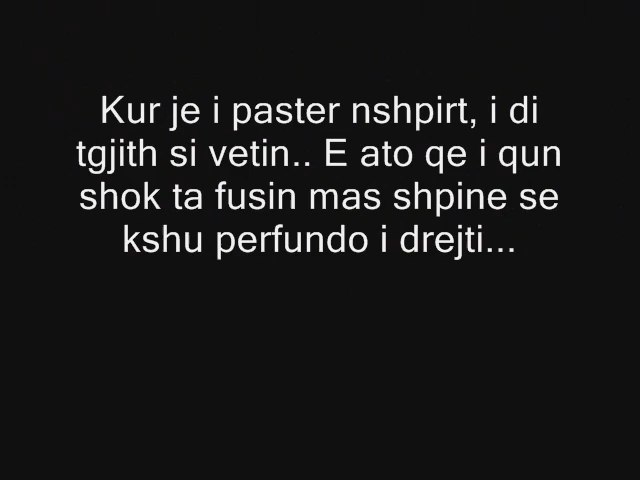 Kur je i paster nshpirt, i di
tgjith si vetin.. E ato qe i qun
shok ta fusin mas shpine se
kshu perfundo i drejti...